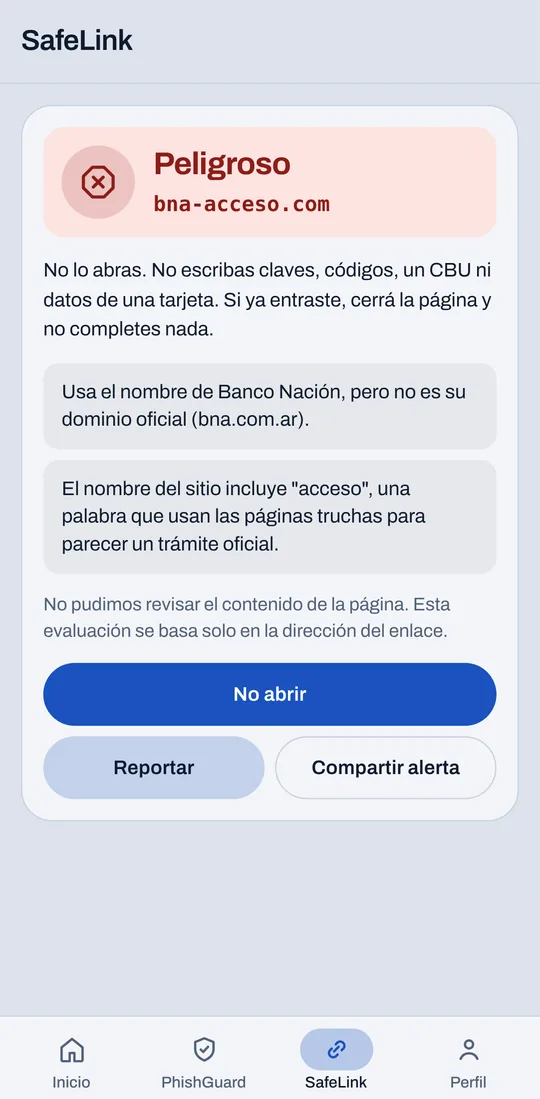 SafeLink
Peligroso
bna-acceso.com
No lo abras. No escribas claves, códigos, un CBU ni
datos de una tarjeta. Si ya entraste, cerrá la página y
no completes nada.
Usa el nombre de Banco Nación, pero no es su
dominio oficial (bna.com.ar).
El nombre del sitio incluye "acceso", una
palabra que usan las páginas truchas para
parecer un trámite oficial.
No pudimos revisar el contenido de la página. Esta
evaluación se basa solo en la dirección del enlace.
No abrir
Reportar
Compartir alerta
Inicio
PhishGuard
SafeLink
Perfil